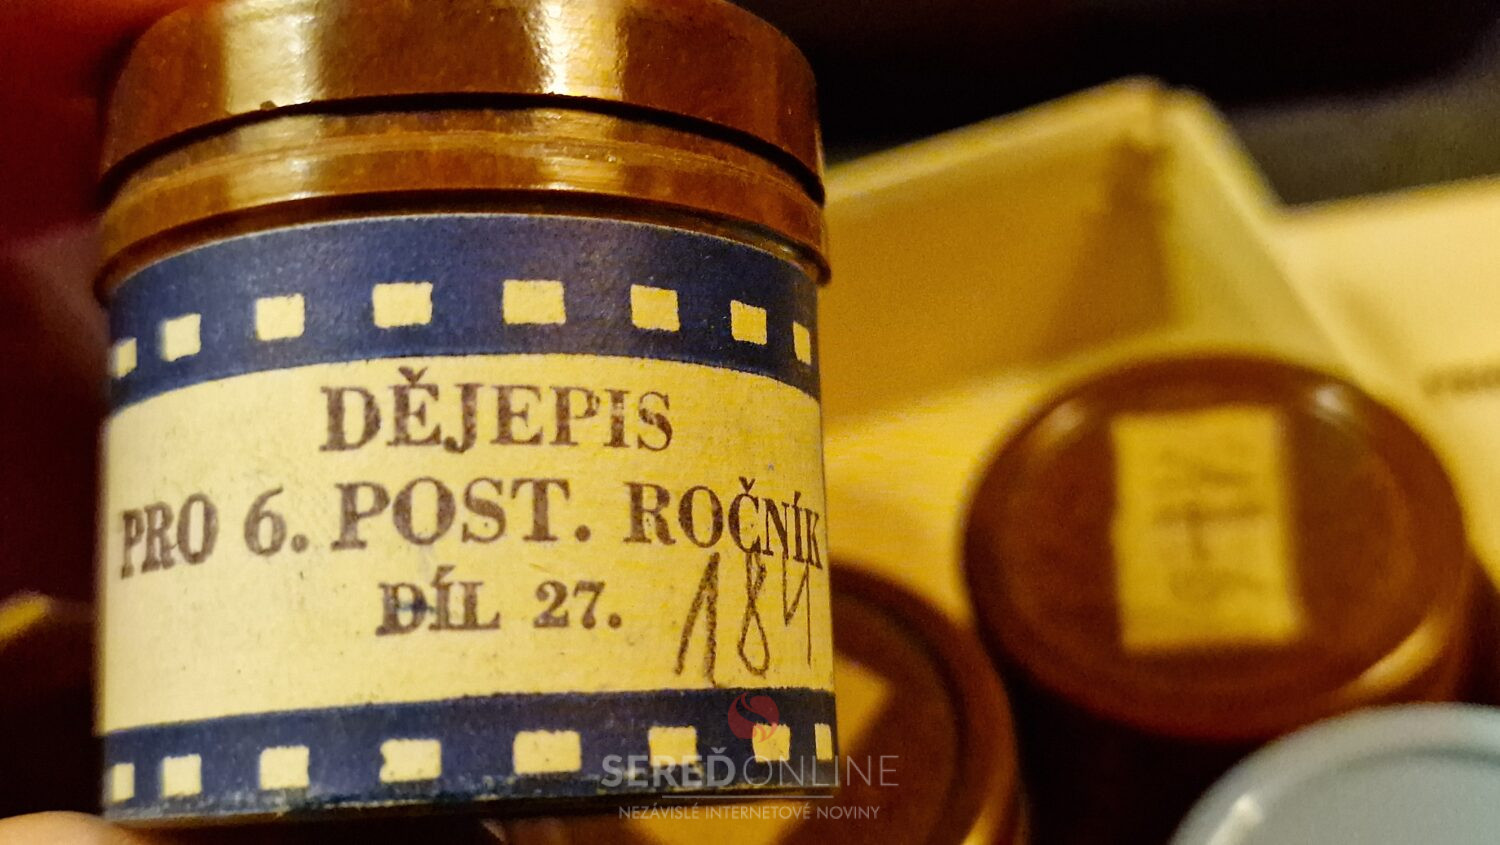 DĚJEPIS
PRO 6. POST. ROČNÍK
DÍL 27.
184
SEREĎONLINE
NEZÁVISLÉ INTERNETOVÉ NOVINY